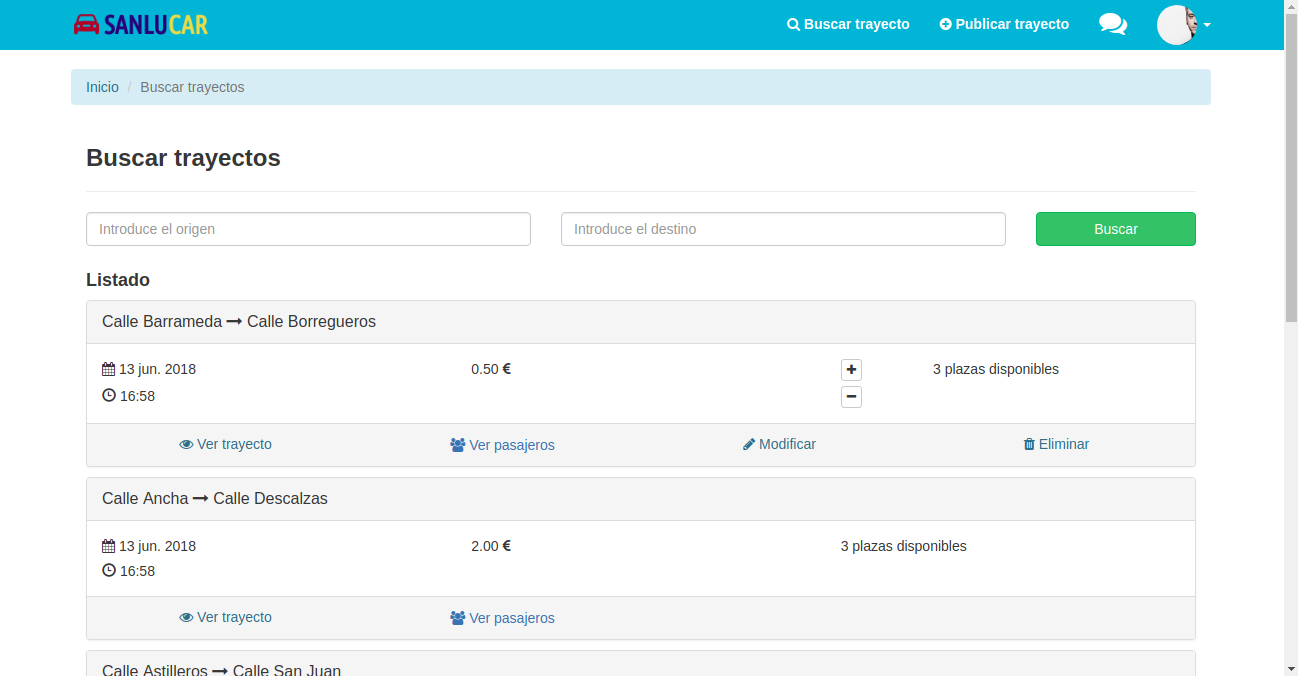 SANLUCAR
Buscar trayecto
Publicar trayecto
Inicio / Buscar trayectos
Buscar trayectos
Introduce el origen
Introduce el destino
Buscar
Listado
Calle Barrameda → Calle Borregueros
13 jun. 2018
0.50 €
3 plazas disponibles
16:58
Ver trayecto
Ver pasajeros
Modificar
Eliminar
Calle Ancha → Calle Descalzas
13 jun. 2018
2.00 €
3 plazas disponibles
16:58
Ver trayecto
Ver pasajeros
Calle Astilleros → Calle San Juan